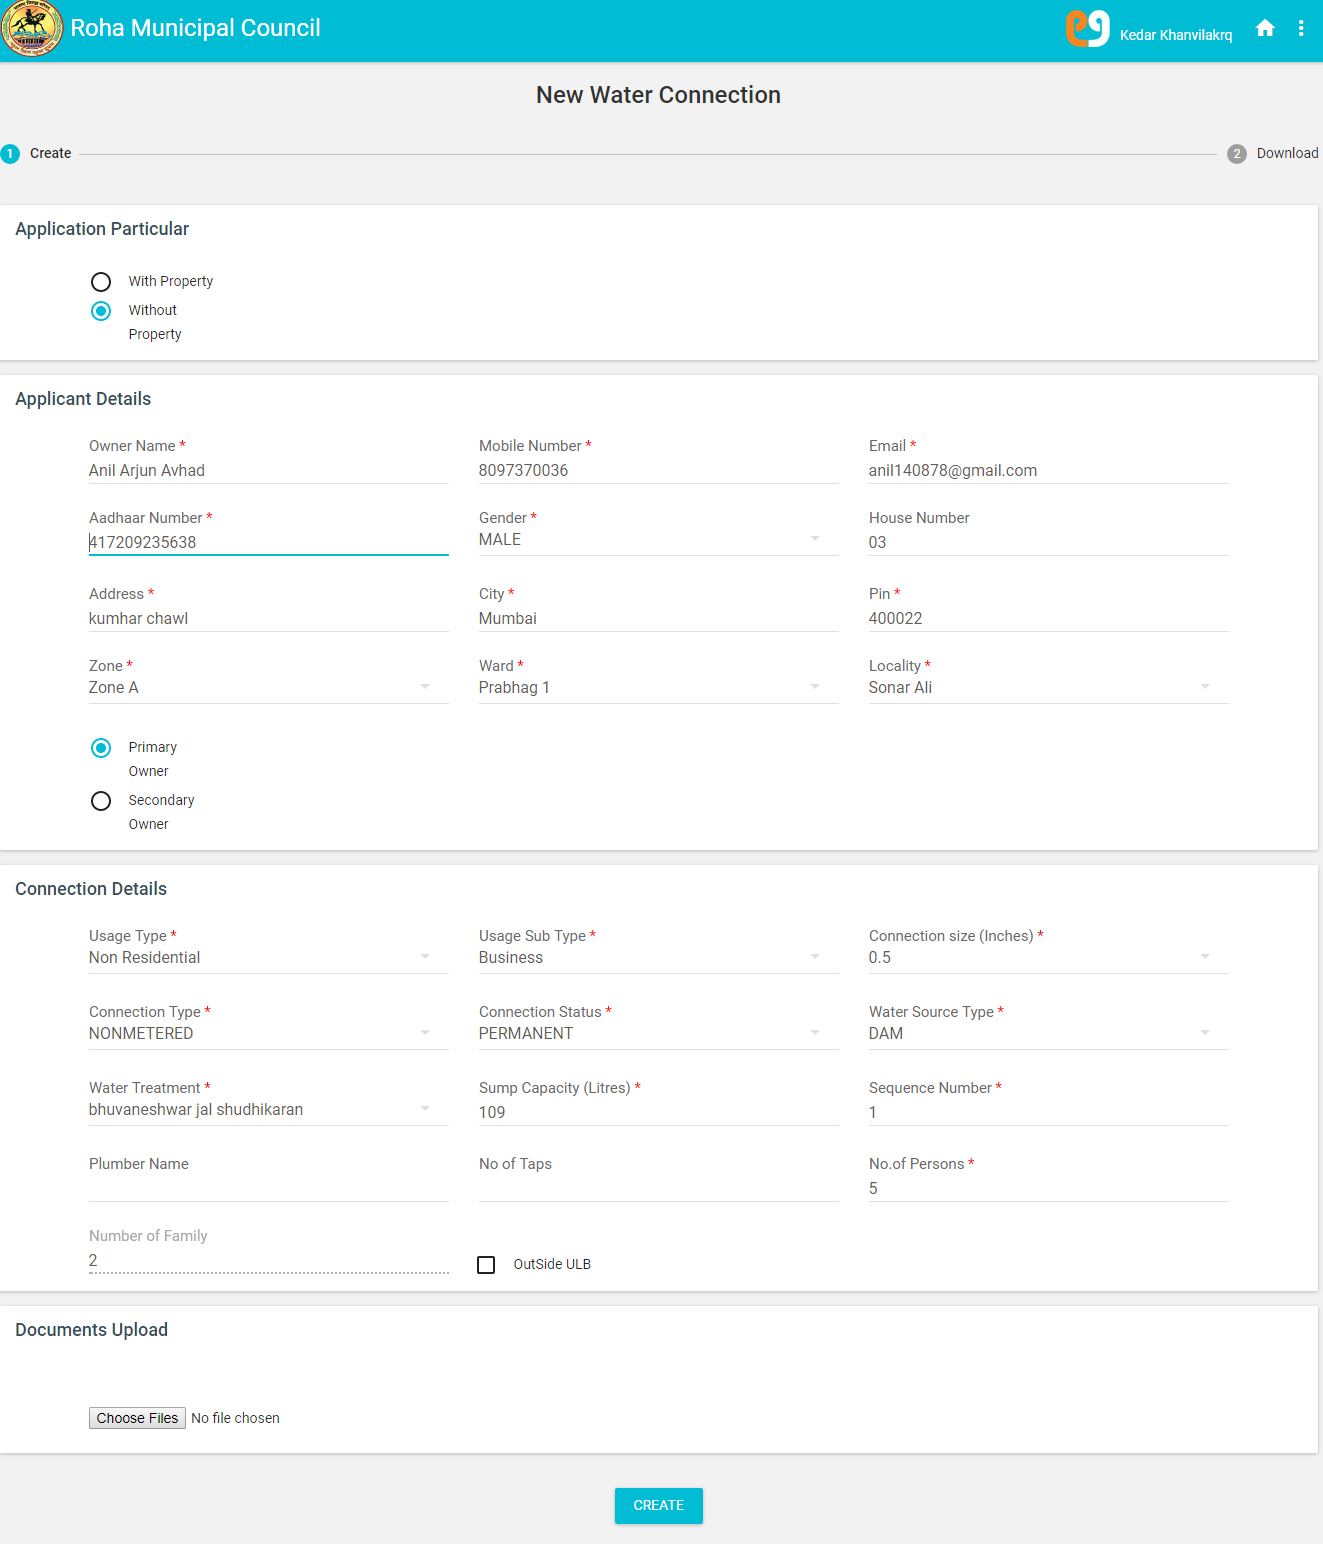 Roha Municipal Council
Kedar Khanvilakrq
New Water Connection
1 Create
2 Download
Application Particular
With Property
Without
Property
Applicant Details
Owner Name * Mobile Number * Email *
Anil Arjun Avhad 8097370036 anil140878@gmail.com
Aadhaar Number * Gender * House Number
417209235638 MALE 03
Address * City * Pin *
kumhar chawl Mumbai 400022
Zone * Ward * Locality *
Zone A Prabhag 1 Sonar Ali
Primary
Owner
Secondary
Owner
Connection Details
Usage Type * Usage Sub Type * Connection size (Inches) *
Non Residential Business 0.5
Connection Type * Connection Status * Water Source Type *
NONMETERED PERMANENT DAM
Water Treatment * Sump Capacity (Litres) * Sequence Number *
bhuvaneshwar jal shudhikaran 109 1
Plumber Name No of Taps No.of Persons *
5
Number of Family
2 OutSide ULB
Documents Upload
Choose Files No file chosen
CREATE